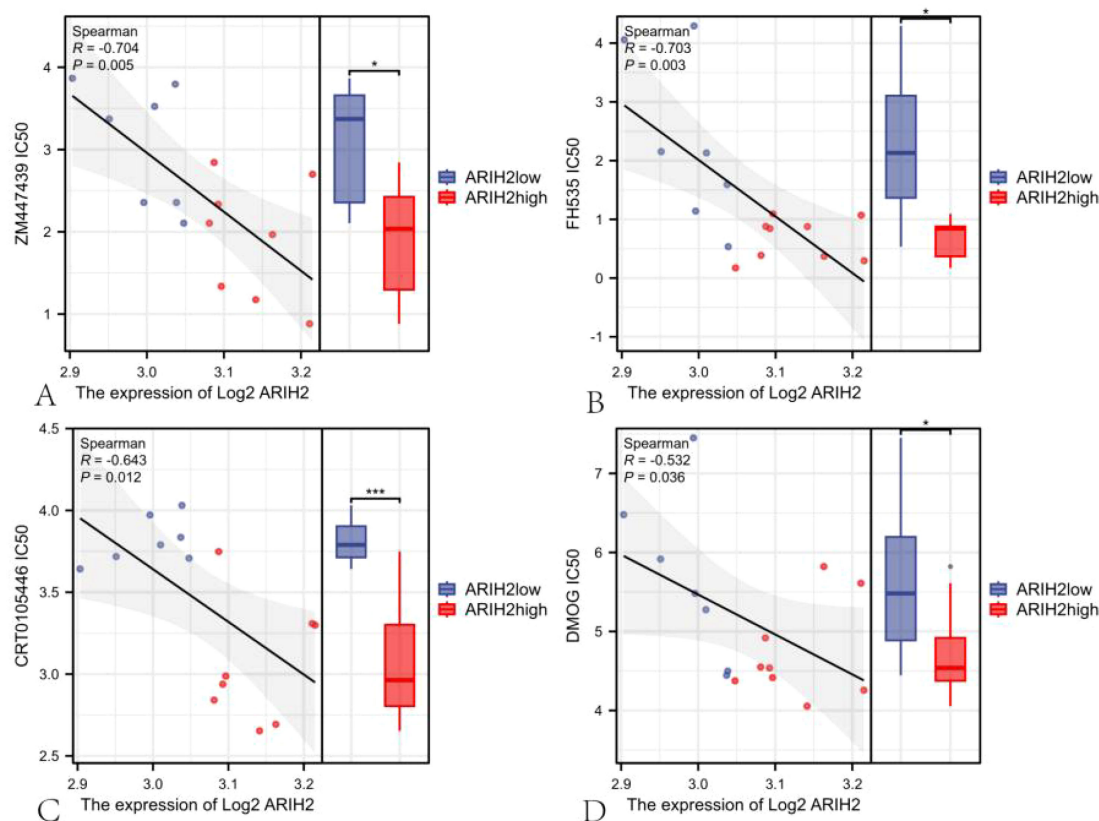 Spearman
R = -0.704
P = 0.005
*
4
3
2
1
ZM447439 IC50
2.9 3.0 3.1 3.2
The expression of Log2 ARIH2
ARIH2low
ARIH2high
A
Spearman
R = -0.703
P = 0.003
*
4
3
2
1
0
-1
FH535 IC50
2.9 3.0 3.1 3.2
The expression of Log2 ARIH2
ARIH2low
ARIH2high
B
Spearman
R = -0.643
P = 0.012
***
4.5
4.0
3.5
3.0
2.5
CRT0105446 IC50
2.9 3.0 3.1 3.2
The expression of Log2 ARIH2
ARIH2low
ARIH2high
C
Spearman
R = -0.532
P = 0.036
*
7
6
5
4
DMOG IC50
2.9 3.0 3.1 3.2
The expression of Log2 ARIH2
ARIH2low
ARIH2high
D